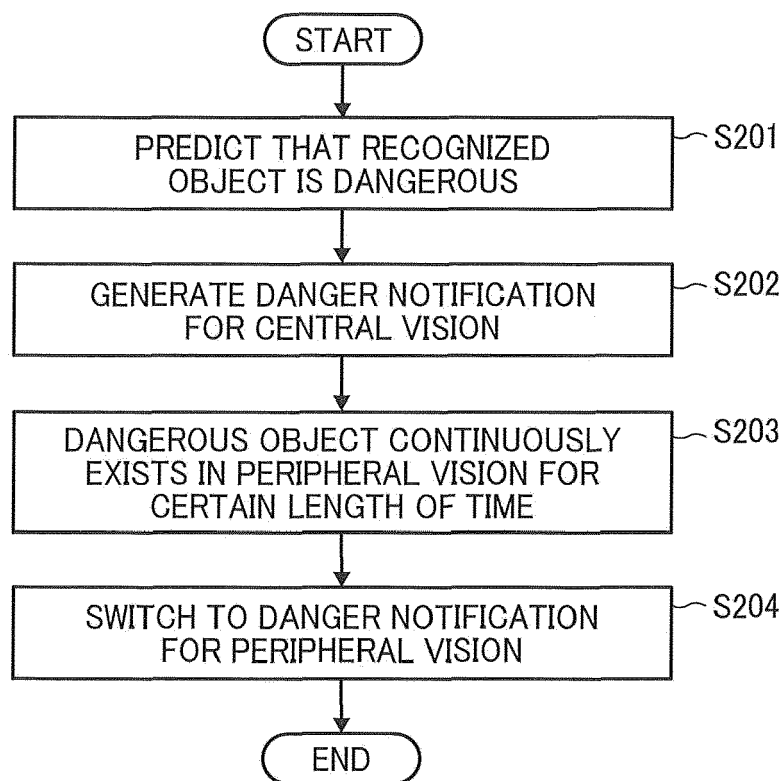 START
PREDICT THAT RECOGNIZED
OBJECT IS DANGEROUS
S201
GENERATE DANGER NOTIFICATION
FOR CENTRAL VISION
S202
DANGEROUS OBJECT CONTINUOUSLY
EXISTS IN PERIPHERAL VISION FOR
CERTAIN LENGTH OF TIME
S203
SWITCH TO DANGER NOTIFICATION
FOR PERIPHERAL VISION
S204
END